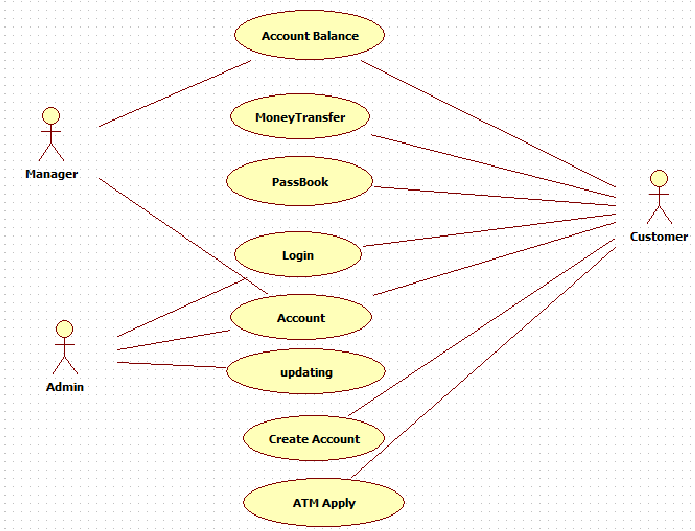 Account Balance
MoneyTransfer
Manager
PassBook
Customer
Login
Account
Admin
updating
Create Account
ATM Apply